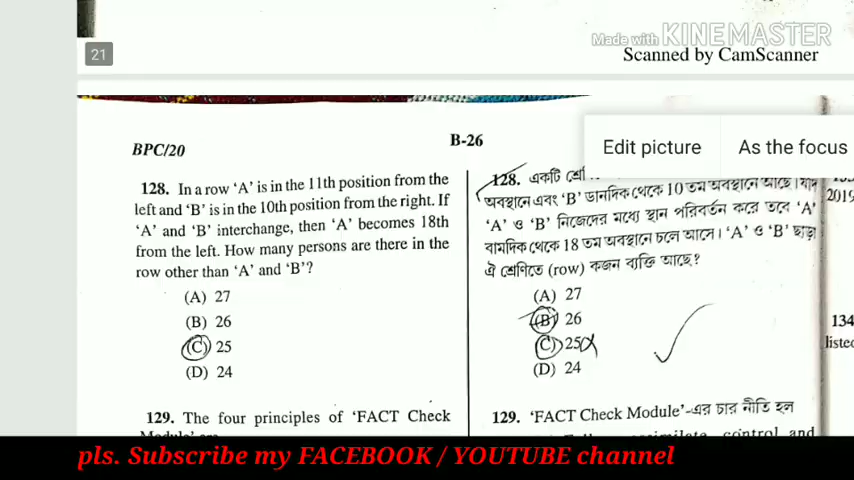 Made with KINEMASTER
21
Scanned by CamScanner
Edit picture
As the focus
BPC/20
B-26
128. In a row ‘A’ is in the 11th position from the
left and ‘B’ is in the 10th position from the right. If
‘A’ and ‘B’ interchange, then ‘A’ becomes 18th
from the left. How many persons are there in the
row other than ‘A’ and ‘B’?
(A) 27
(B) 26
(C) 25
(D) 24
129. The four principles of ‘FACT Check
128. একটি
অবস্থানে এবং ‘B’ ডানদিক থেকে 10 তম অবস্থানে আছে। যদি
‘A’ ও ‘B’ নিজেদের মধ্যে স্থান পরিবর্তন করে তবে ‘A’
বামদিক থেকে 18 তম অবস্থানে চলে আসে। ‘A’ ও ‘B’ ছাড়া
ঐ শ্রেণিতে (row) কজন ব্যক্তি আছে?
(A) 27
(B) 26
(C) 25
(D) 24
129. ‘FACT Check Module’-এর চার নীতি হল
control and
2019
134
pls. Subscribe my FACEBOOK / YOUTUBE channel